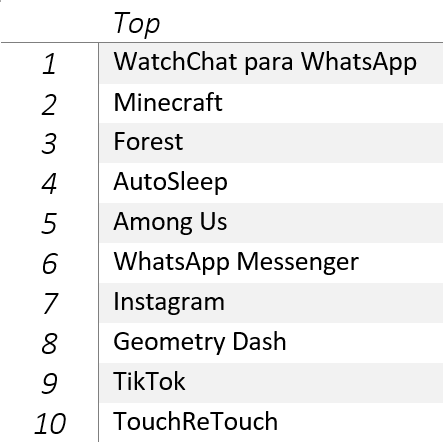 Top
1 WatchChat para WhatsApp
2 Minecraft
3 Forest
4 AutoSleep
5 Among Us
6 WhatsApp Messenger
7 Instagram
8 Geometry Dash
9 TikTok
10 TouchReTouch